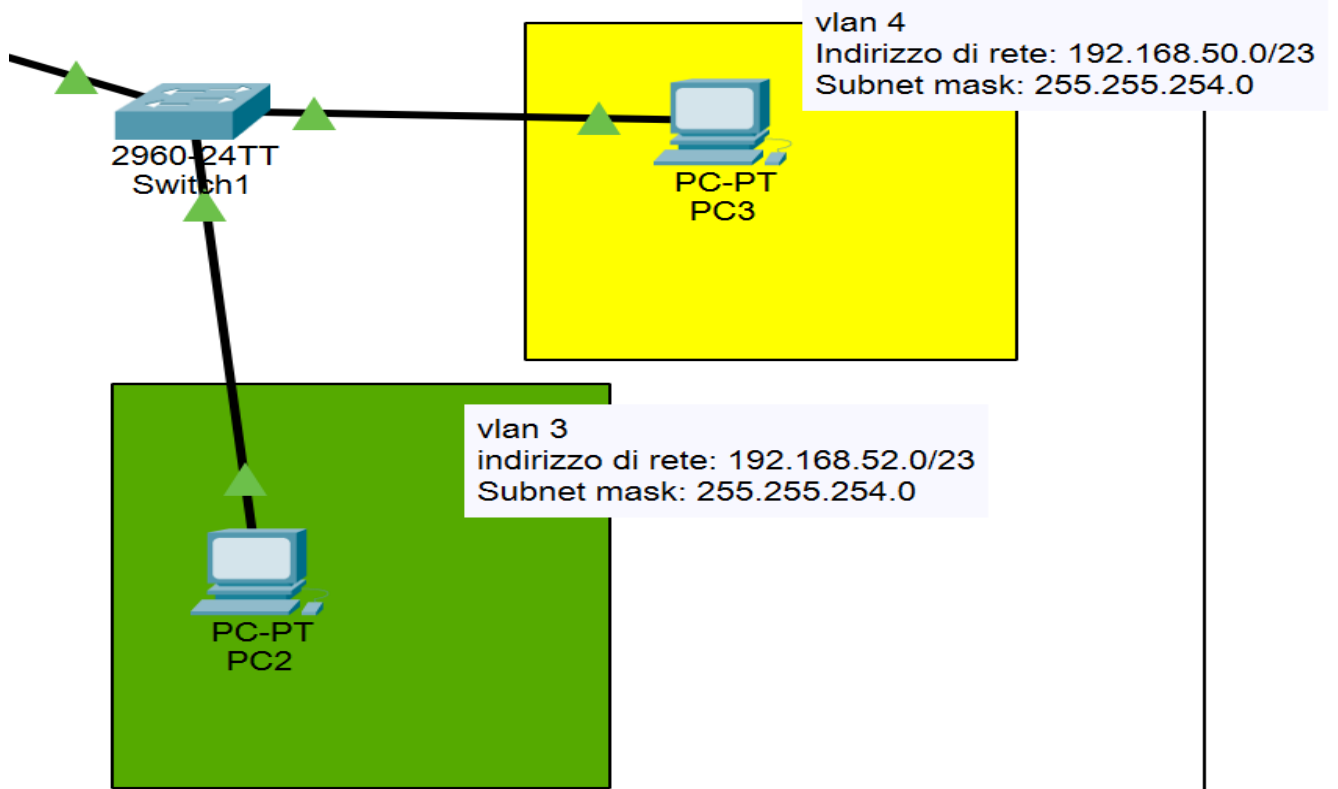 vlan 4
Indirizzo di rete: 192.168.50.0/23
Subnet mask: 255.255.254.0
2960-24TT
Switch1
PC-PT
PC3
vlan 3
indirizzo di rete: 192.168.52.0/23
Subnet mask: 255.255.254.0
PC-PT
PC2